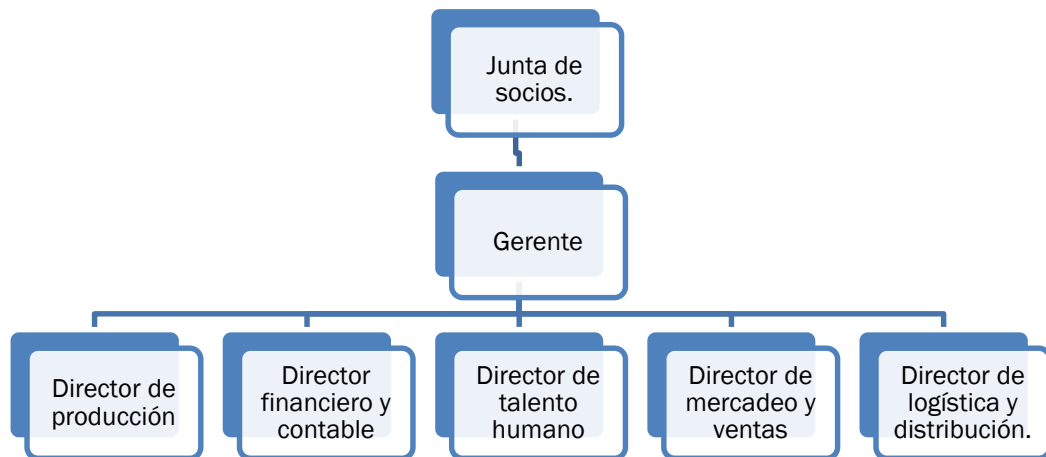 Junta de
socios.
Gerente
Director de
producción
Director
financiero y
contable
Director de
talento
humano
Director de
mercadeo y
ventas
Director de
logística y
distribución.